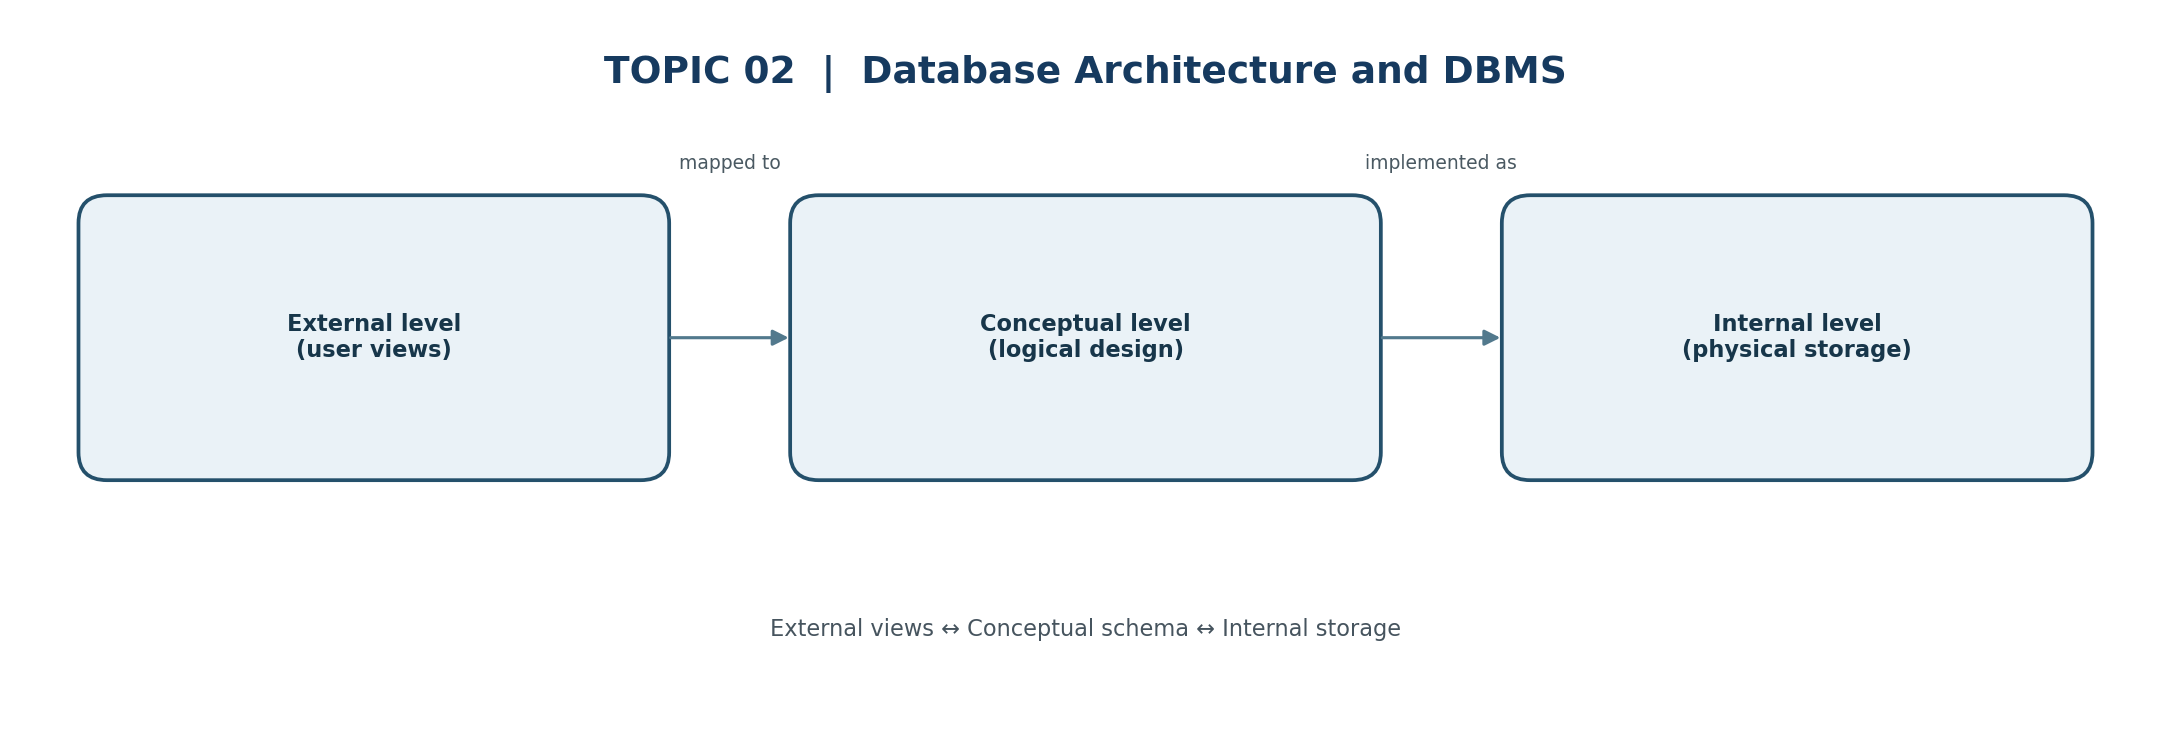 TOPIC 02 | Database Architecture and DBMS
mapped to
implemented as
External level
(user views)
Conceptual level
(logical design)
Internal level
(physical storage)
External views ↔ Conceptual schema ↔ Internal storage